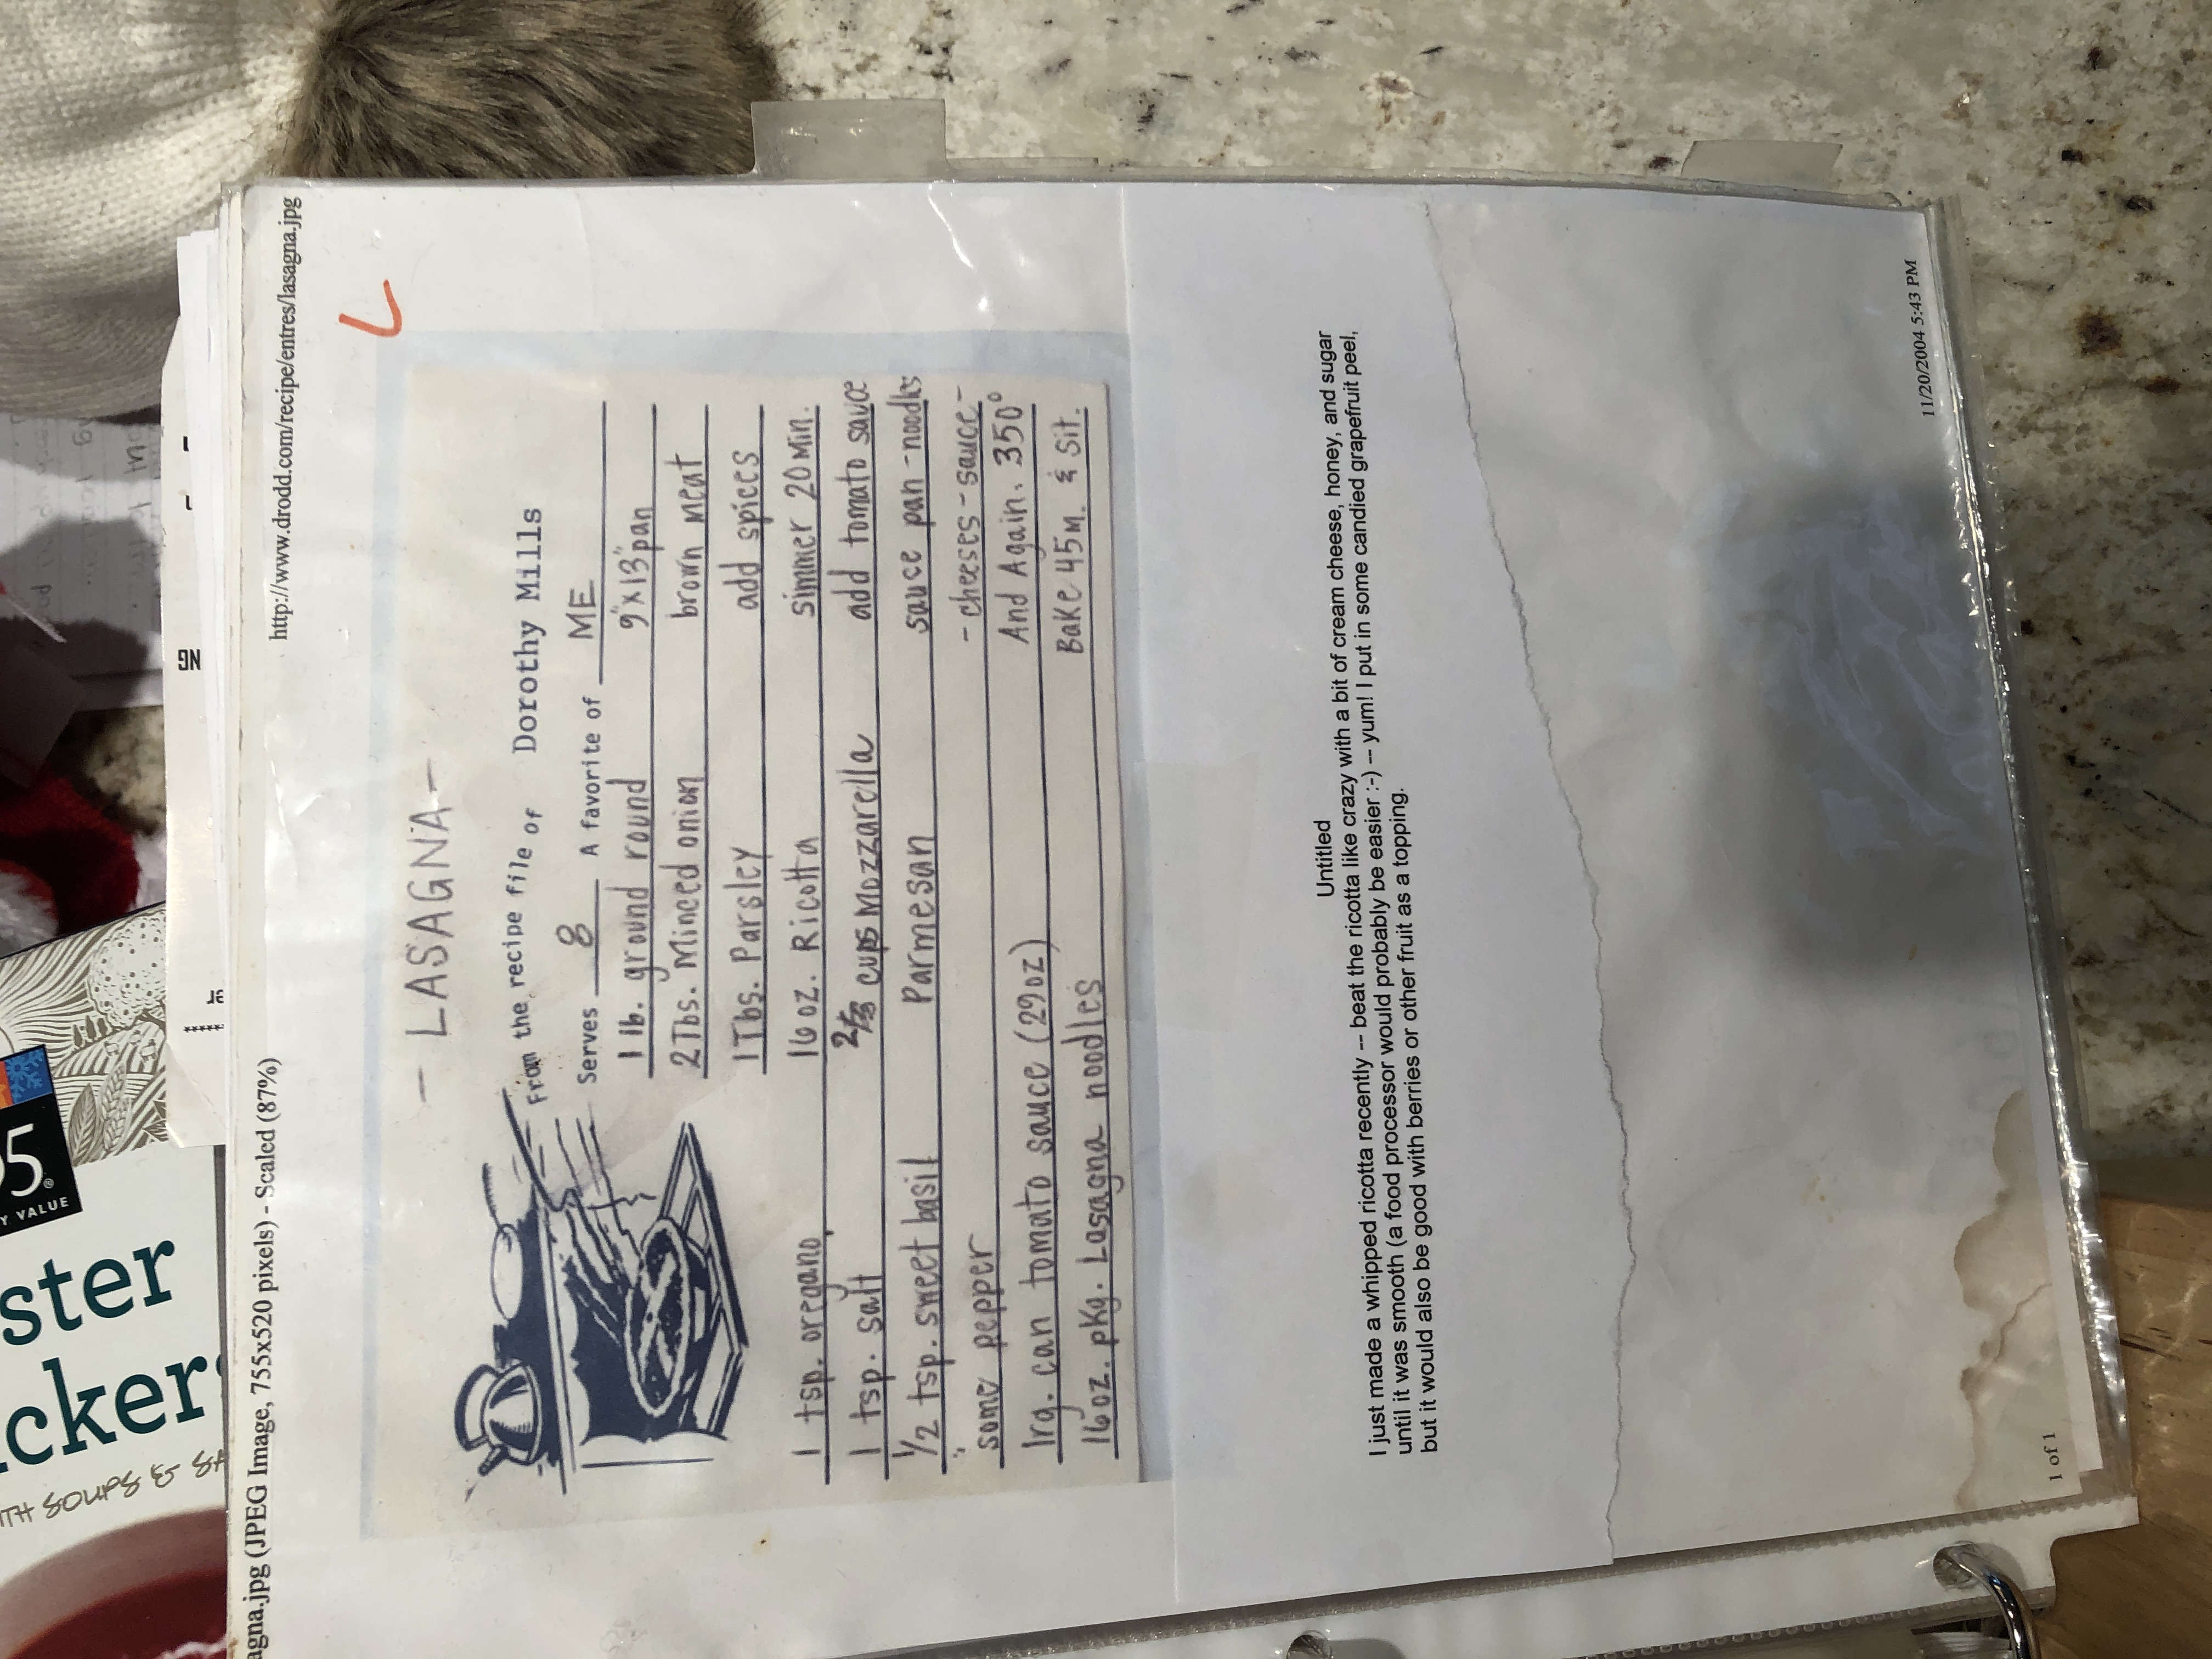 agna.jpg (JPEG Image, 755x520 pixels) - Scaled (87%)
http://www.drodd.com/recipe/entres/lasagna.jpg
L
- LASAGNA -
From the recipe file of Dorothy Mills
Serves 8 A favorite of ME
1 lb. ground round 9"x13" pan
2 Tbs. Minced onion brown meat
1 Tbs. Parsley add spices
1 tsp. oregano 16 oz. Ricotta simmer 20 Min.
1 tsp. salt cups Mozzarella add tomato sauce
1/2 tsp. sweet basil Parmesan sauce pan-noodles
some pepper - cheeses - sauce -
lrg. can tomato sauce (29oz) And Again. 350°
16 oz. pkg. Lasagna noodles Bake 45 m. & Sit.
Untitled
I just made a whipped ricotta recently -- beat the ricotta like crazy with a bit of cream cheese, honey, and sugar
until it was smooth (a food processor would probably be easier :-) -- yum! I put in some candied grapefruit peel,
but it would also be good with berries or other fruit as a topping.
1 of 1
11/20/2004 5:43 PM
5®
Y VALUE
ster
cker
TH SOUPS &
NG